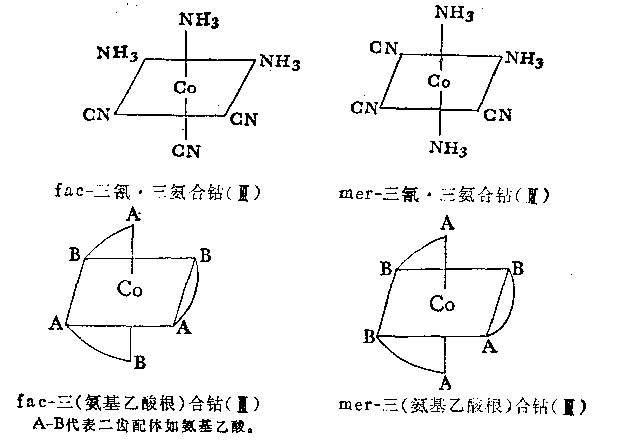 NH₃ NH₃
NH₃ NH₃ CN NH₃
Co Co
CN CN CN CN
CN NH₃
fac-三氰·三氨合钴(Ⅲ) mer-三氰·三氨合钴(Ⅲ)
A A
B B B B
Co Co
A A B A
B A
fac-三(氨基乙酸根)合钴(Ⅲ) mer-三(氨基乙酸根)合钴(Ⅲ)
A-B代表二齿配体如氨基乙酸。